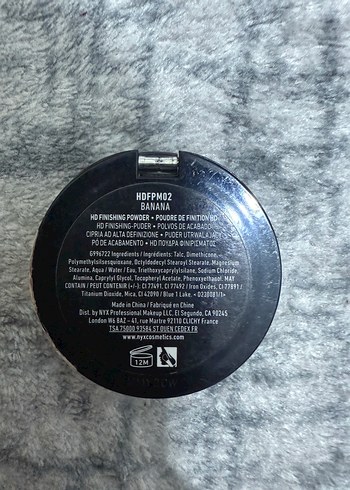 HDFPM02
BANANA
HD FINISHING POWDER • POUDRE DE FINITION HD
HD FINISHING-PUDER • POLVOS DE ACABADO
CIPRIA AD ALTA DEFINIZIONE • PUDER UTRWALAJĄCY
PÓ DE ACABAMENTO • HD ΠΟΥΔΡΑ ΦΙΝΙΡΙΣΜΑΤΟΣ
G996722 Ingredients / Ingrédients: Talc, Dimethicone,
Polymethylsilsesquioxane, Octyldodecyl Stearoyl Stearate, Magnesium
Stearate, Aqua / Water / Eau, Triethoxycaprylylsilane, Sodium Chloride,
Alumina, Caprylyl Glycol, Tocopheryl Acetate, Phenoxyethanol, MAY
CONTAIN / PEUT CONTENIR (+/-): CI 77491, CI 77492 / Iron Oxides, CI 77891 /
Titanium Dioxide, Mica, CI 42090 / Blue 1 Lake.
Made in China / Fabriqué en Chine
Dist. by NYX Professional Makeup LLC, El Segundo, CA 90245
London W6 8AZ - 41, rue Martre 92110 CLICHY France
TSA 75000 93584 ST OUEN CEDEX FR
www.nyxcosmetics.com
12M